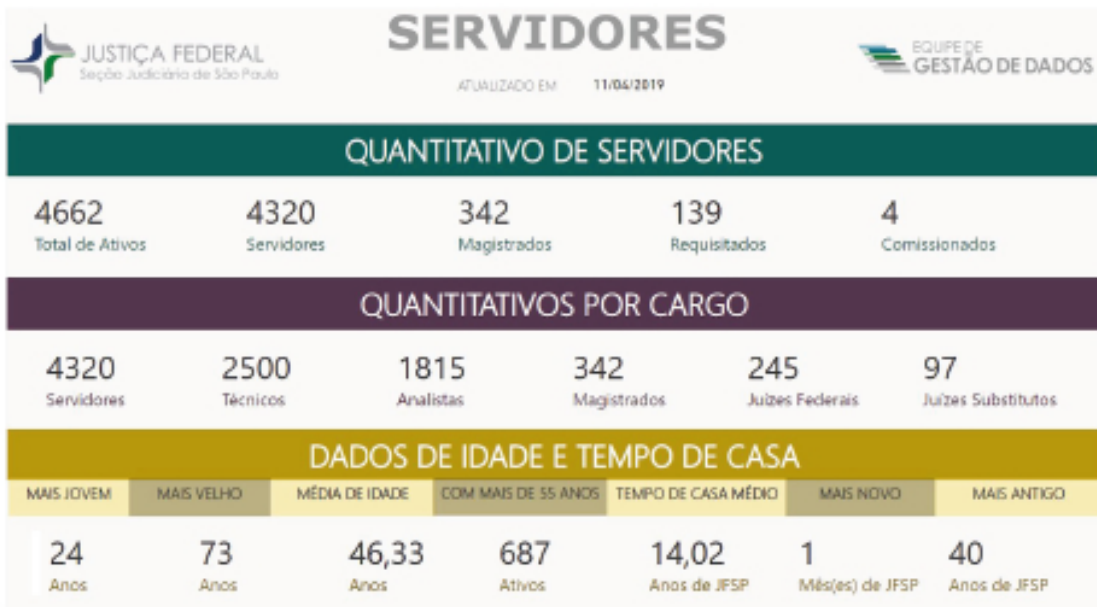 SERVIDORES
JUSTIÇA FEDERAL
Seção Judiciária de São Paulo
EQUIPE DE
GESTÃO DE DADOS
ATUALIZADO EM 11/04/2019
QUANTITATIVO DE SERVIDORES
4662 4320 342 139 4
Total de Ativos Servidores Magistrados Requisitados Comissionados
QUANTITATIVOS POR CARGO
4320 2500 1815 342 245 97
Servidores Técnicos Analistas Magistrados Juízes Federais Juízes Substitutos
DADOS DE IDADE E TEMPO DE CASA
MAIS JOVEM MAIS VELHO MÉDIA DE IDADE COM MAIS DE 55 ANOS TEMPO DE CASA MÉDIO MAIS NOVO MAIS ANTIGO
24 73 46,33 687 14,02 1 40
Anos Anos Anos Ativos Anos de JFSP Mês(es) de JFSP Anos de JFSP